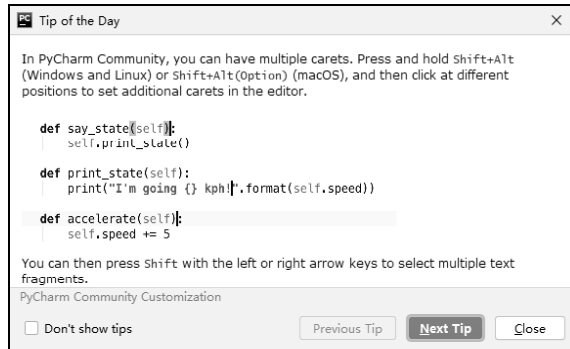 PC Tip of the Day
In PyCharm Community, you can have multiple carets. Press and hold Shift+Alt
(Windows and Linux) or Shift+Alt(Option) (macOS), and then click at different
positions to set additional carets in the editor.
def say_state(self):
self.print_state()
def print_state(self):
print("I'm going {} kph!".format(self.speed))
def accelerate(self):
self.speed += 5
You can then press Shift with the left or right arrow keys to select multiple text
fragments.
PyCharm Community Customization
Don't show tips Previous Tip Next Tip Close